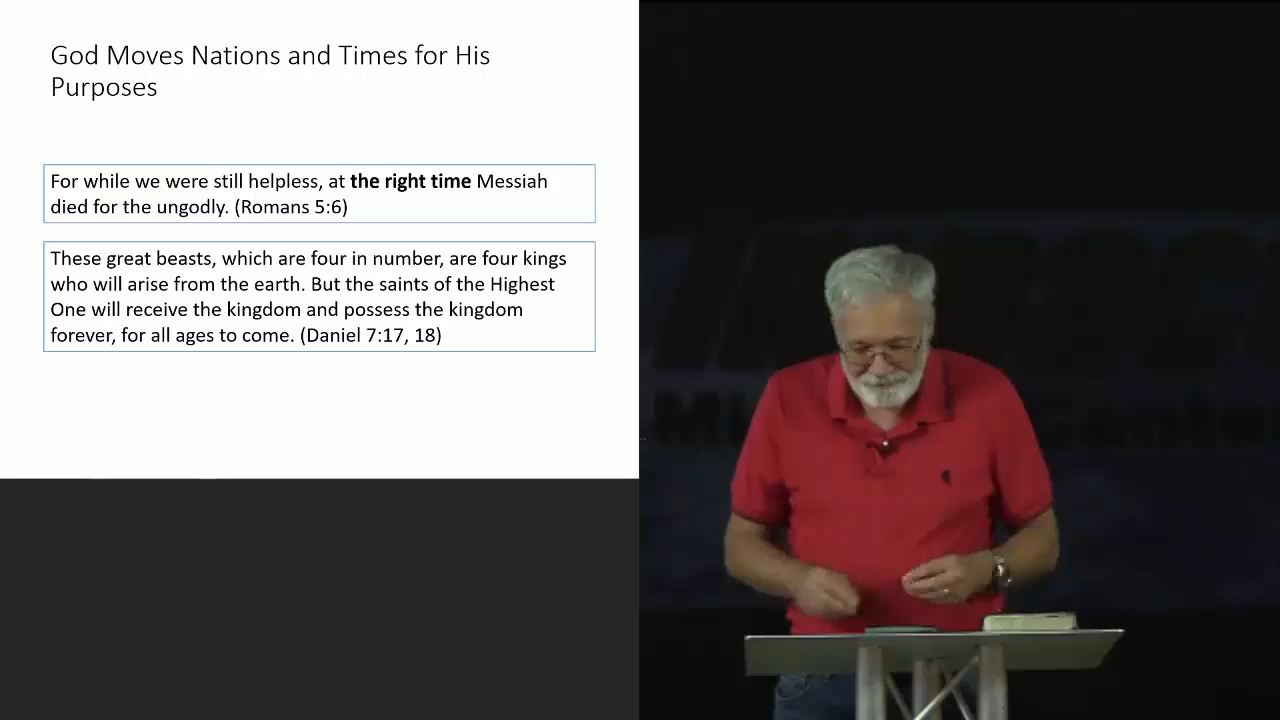 God Moves Nations and Times for His
Purposes
For while we were still helpless, at the right time Messiah
died for the ungodly. (Romans 5:6)
These great beasts, which are four in number, are four kings
who will arise from the earth. But the saints of the Highest
One will receive the kingdom and possess the kingdom
forever, for all ages to come. (Daniel 7:17, 18)